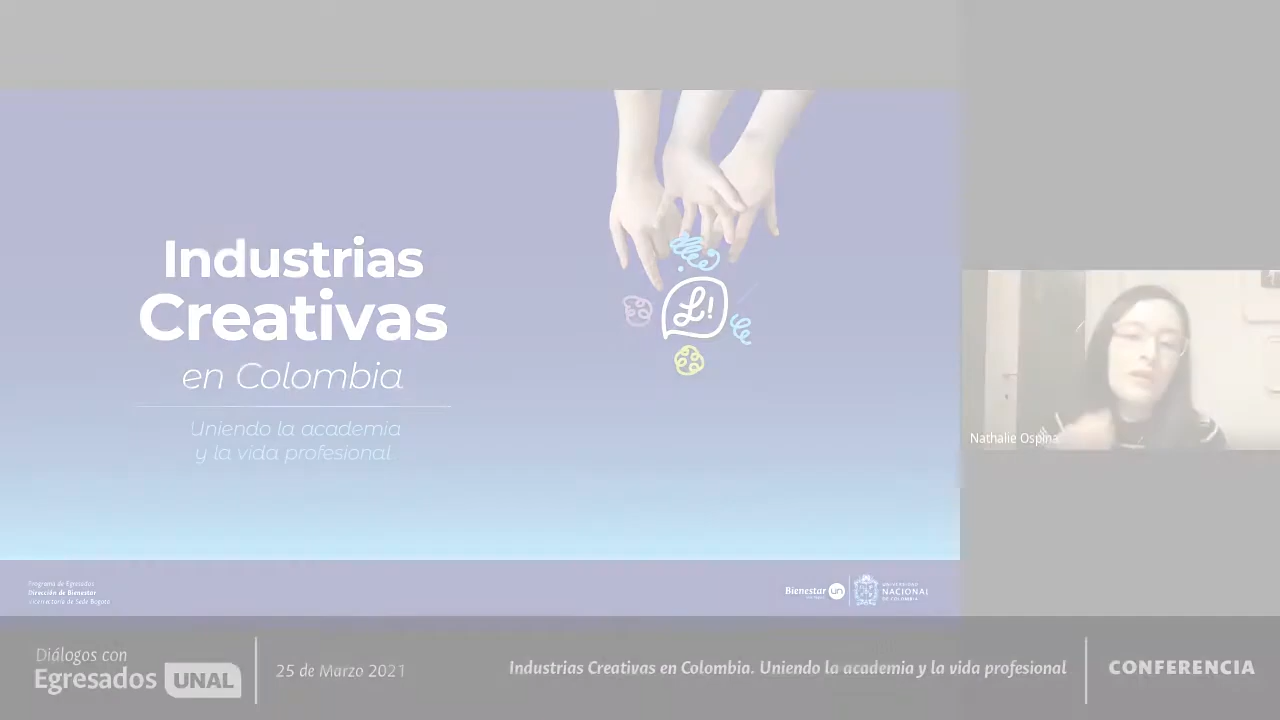 Industrias
Creativas
en Colombia
Uniendo la academia
y la vida profesional
L!
Nathalie Ospina
Programa de Egresados
Dirección de Bienestar
Vicerrectoría de Sede Bogotá
Bienestar un
UNIVERSIDAD
NACIONAL
DE COLOMBIA
Diálogos con
Egresados UNAL
25 de Marzo 2021
Industrias Creativas en Colombia. Uniendo la academia y la vida profesional
CONFERENCIA